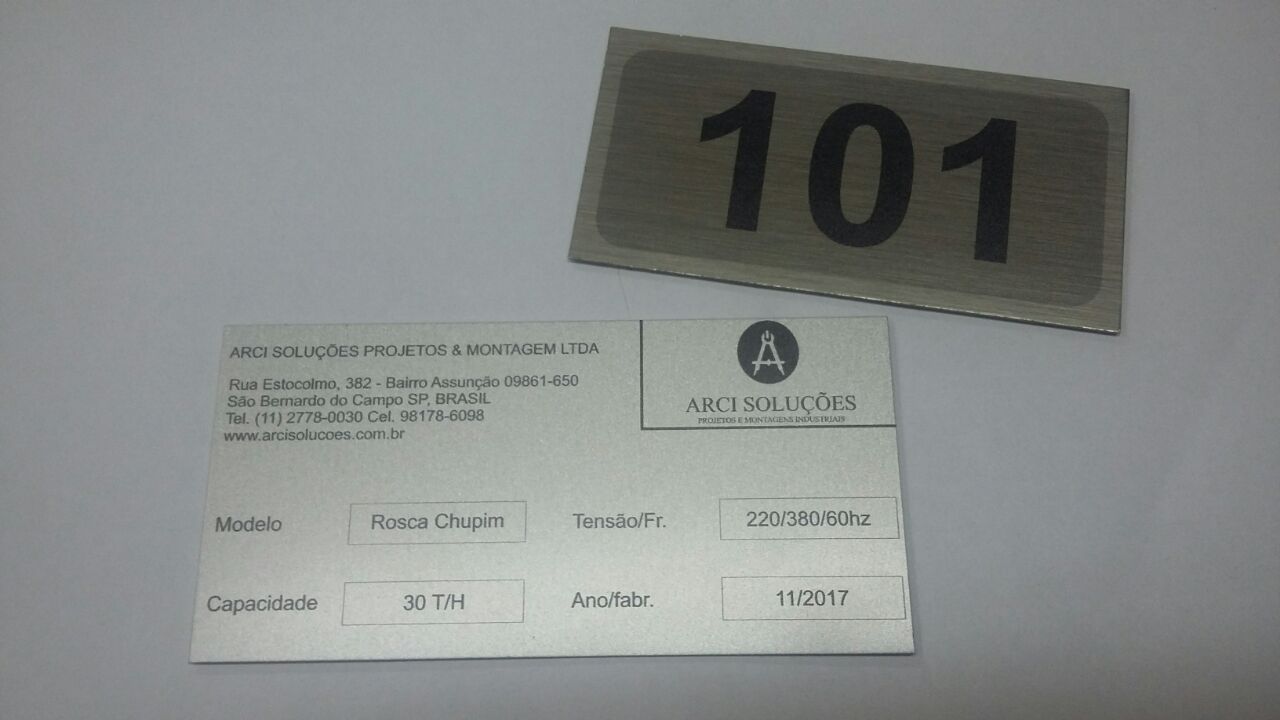 101
ARCI SOLUÇÕES PROJETOS & MONTAGEM LTDA
Rua Estocolmo, 382 - Bairro Assunção 09861-650
São Bernardo do Campo SP, BRASIL
Tel. (11) 2778-0030 Cel. 98178-6098
www.arcisolucoes.com.br
ARCI SOLUÇÕES
PROJETOS E MONTAGENS INDUSTRIAIS
Modelo Rosca Chupim Tensão/Fr. 220/380/60hz
Capacidade 30 T/H Ano/fabr. 11/2017